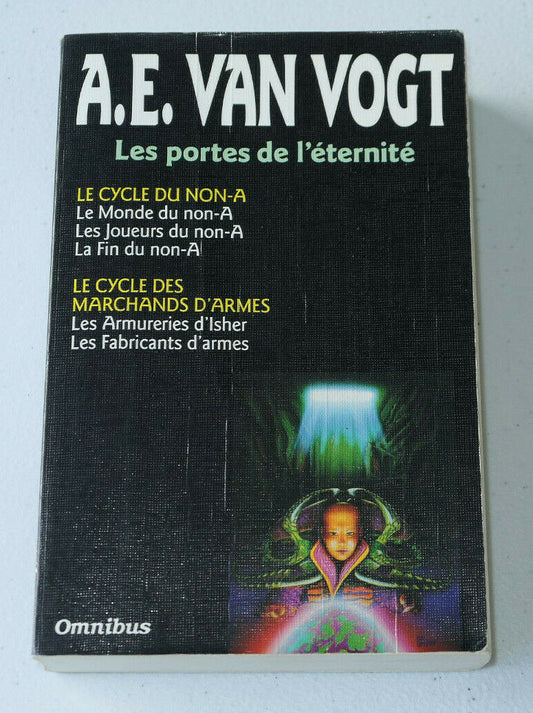 A.E. VAN VOGT
Les portes de l'éternité
LE CYCLE DU NON-A
Le Monde du non-A
Les Joueurs du non-A
La Fin du non-A
LE CYCLE DES
MARCHANDS D'ARMES
Les Armureries d'Isher
Les Fabricants d'armes
Omnibus